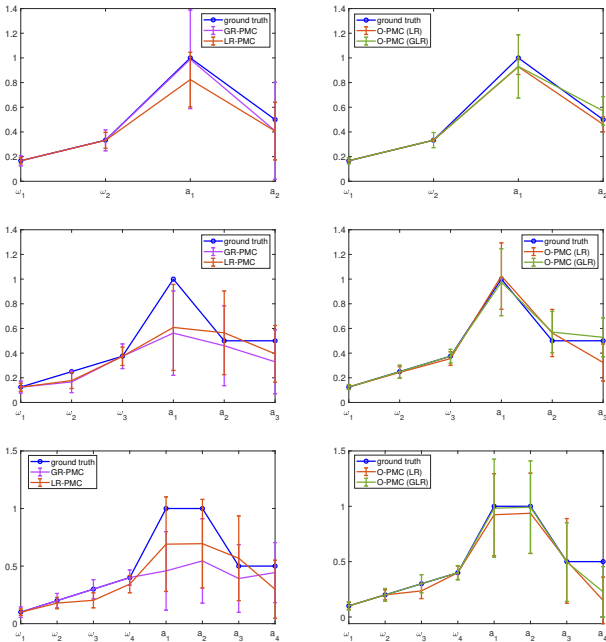 1.4
1.2
1
0.8
0.6
0.4
0.2
0
ω1 ω2 a1 a2
ground truth
GR-PMC
LR-PMC
1.4
1.2
1
0.8
0.6
0.4
0.2
0
ω1 ω2 a1 a2
ground truth
O-PMC (LR)
O-PMC (GLR)
1.4
1.2
1
0.8
0.6
0.4
0.2
0
ω1 ω2 ω3 a1 a2 a3
ground truth
GR-PMC
LR-PMC
1.4
1.2
1
0.8
0.6
0.4
0.2
0
ω1 ω2 ω3 a1 a2 a3
ground truth
O-PMC (LR)
O-PMC (GLR)
1.5
1
0.5
0
ω1 ω2 ω3 ω4 a1 a2 a3 a4
ground truth
GR-PMC
LR-PMC
1.5
1
0.5
0
ω1 ω2 ω3 ω4 a1 a2 a3 a4
ground truth
O-PMC (LR)
O-PMC (GLR)